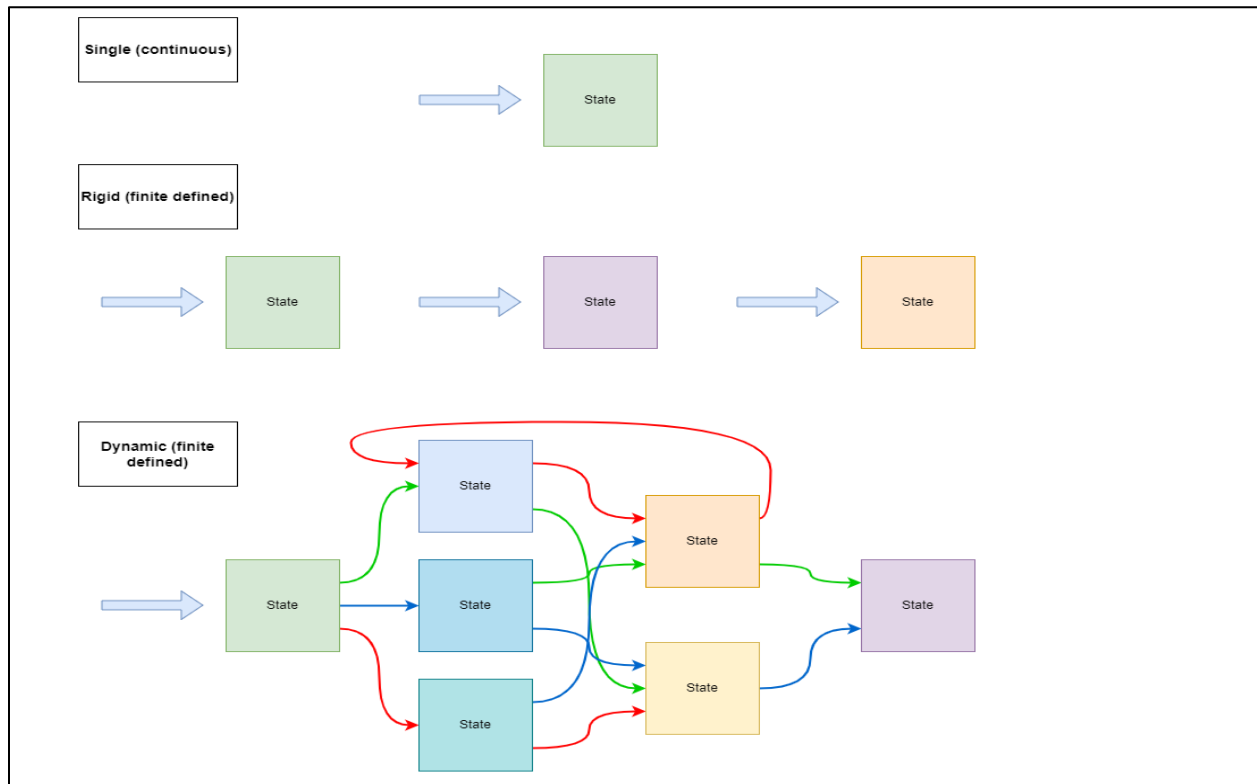 Single (continuous)
State
Rigid (finite defined)
State
State
State
Dynamic (finite
defined)
State
State
State
State
State
State
State